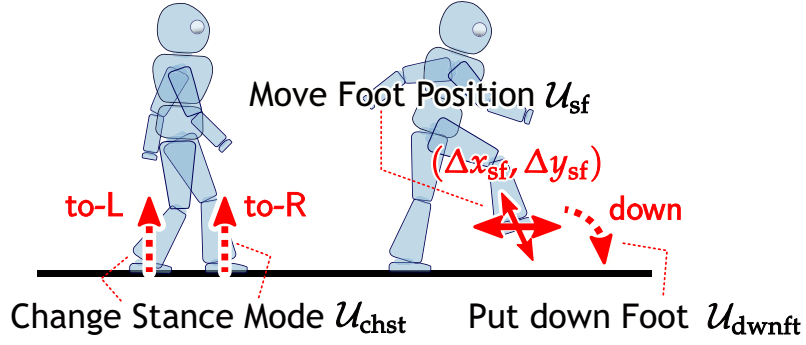 Move Foot Position 𝒰sf
(Δxsf, Δysf)
to-L
to-R
down
Change Stance Mode 𝒰chst
Put down Foot 𝒰dwnft